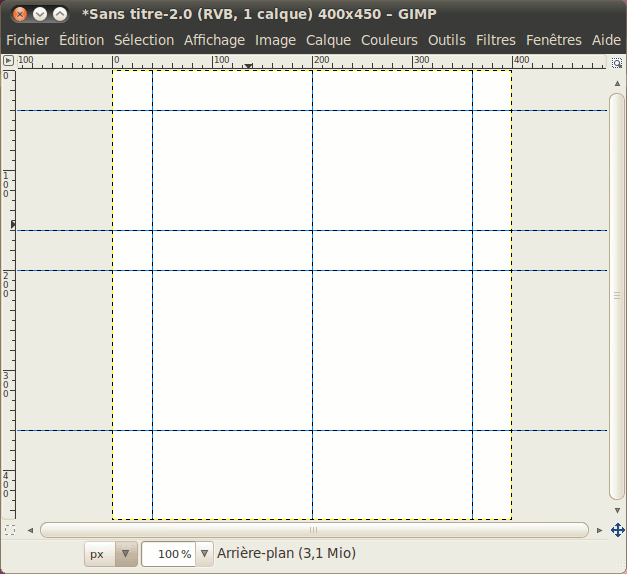 *Sans titre-2.0 (RVB, 1 calque) 400x450 – GIMP
Fichier Édition Sélection Affichage Image Calque Couleurs Outils Filtres Fenêtres Aide
100 0 100 200 300 400
0
100
200
300
400
px 100 % Arrière-plan (3,1 Mio)